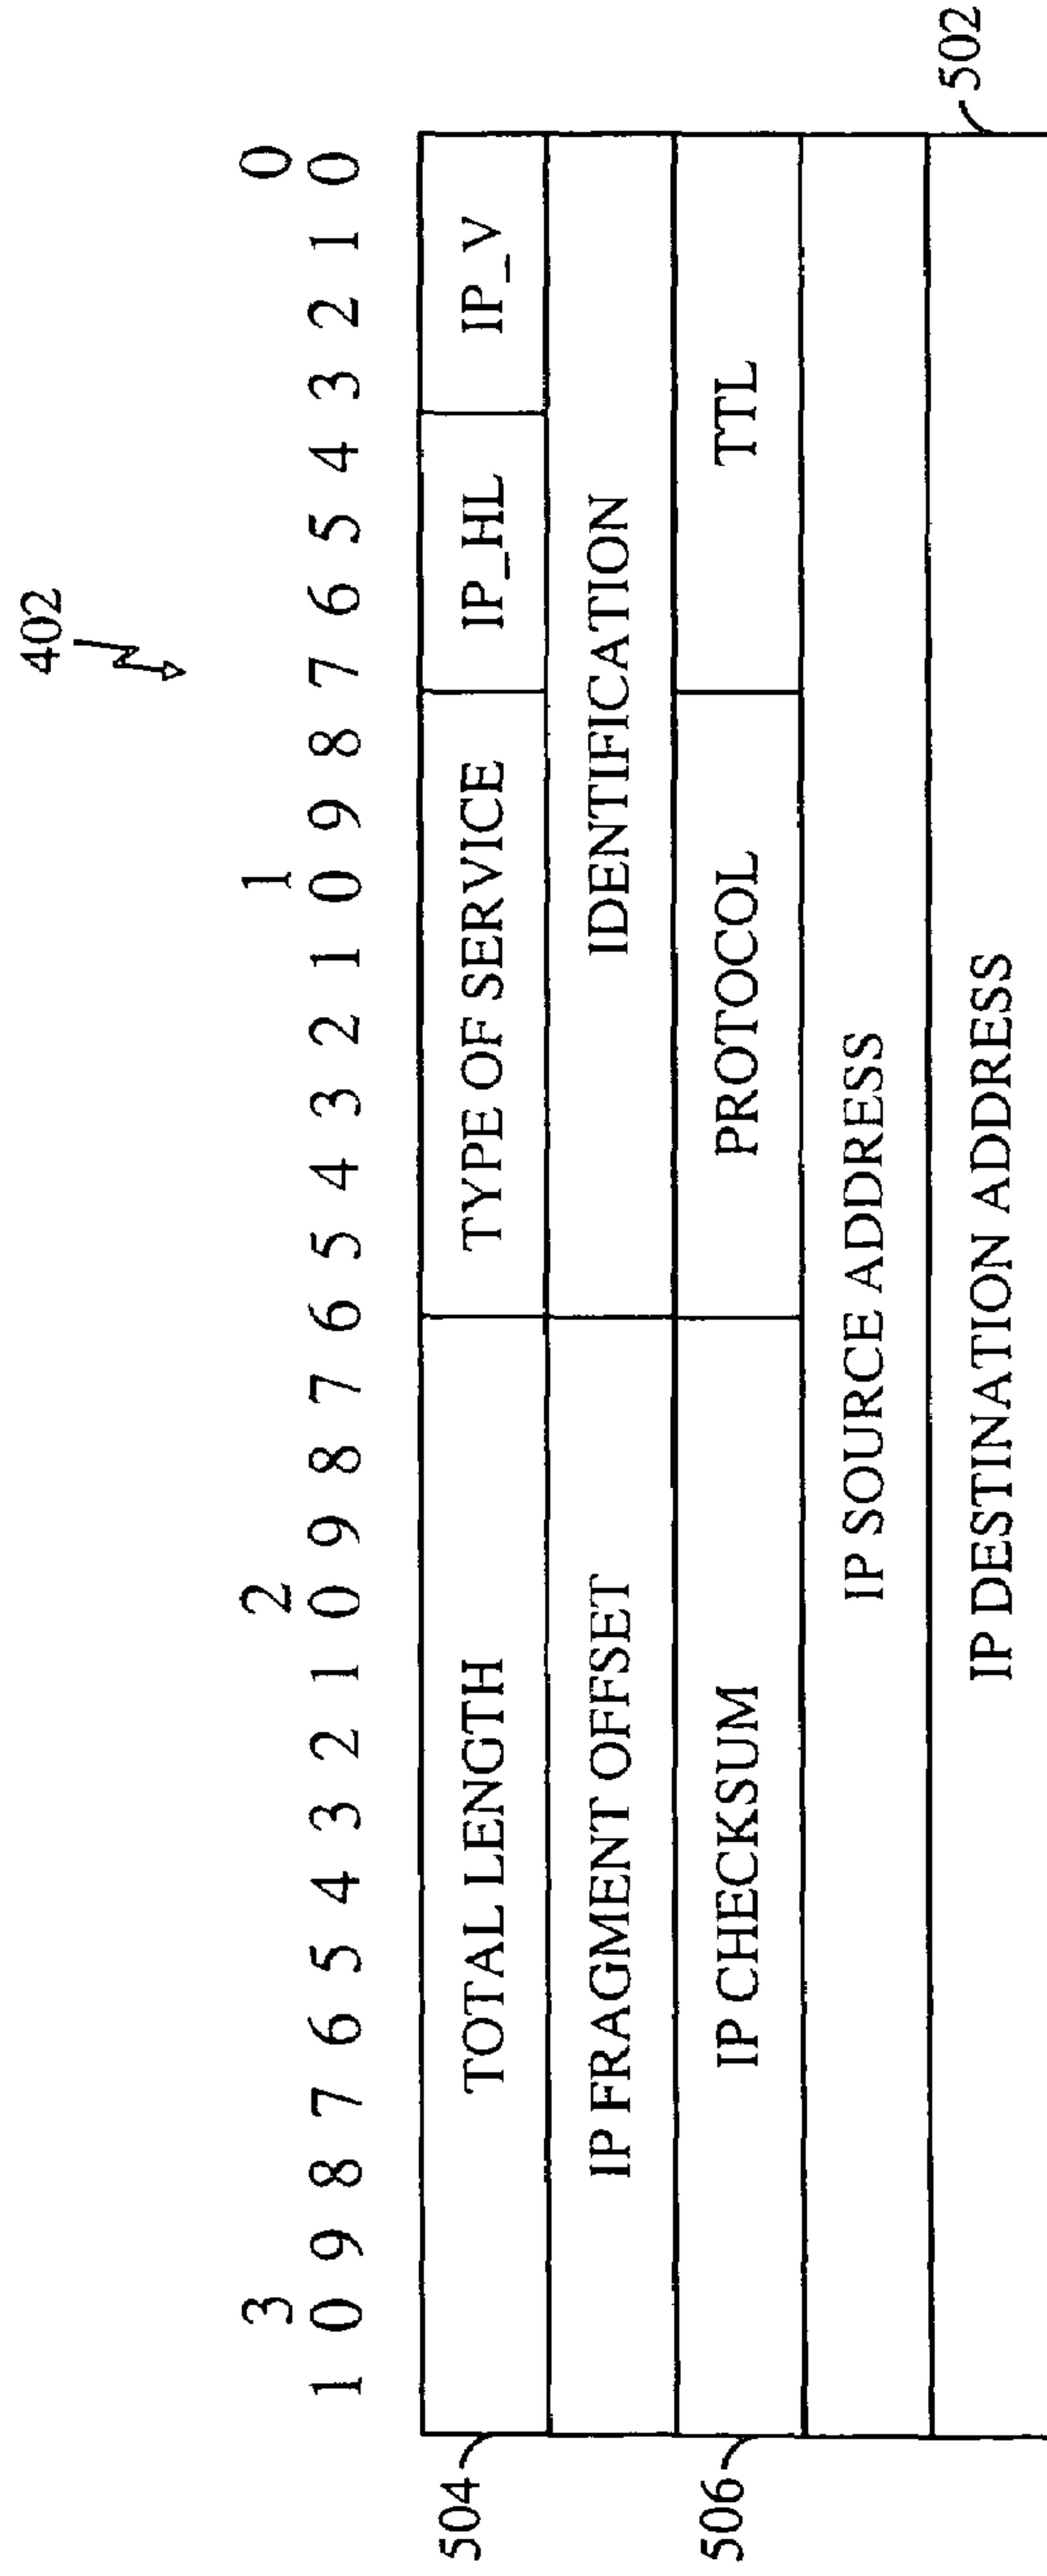 402
3 2 1 0
1 0 9 8 7 6 5 4 3 2 1 0 9 8 7 6 5 4 3 2 1 0 9 8 7 6 5 4 3 2 1 0
504 TOTAL LENGTH TYPE OF SERVICE IP_HL IP_V
IP FRAGMENT OFFSET IDENTIFICATION
506 IP CHECKSUM PROTOCOL TTL
IP SOURCE ADDRESS
IP DESTINATION ADDRESS 502